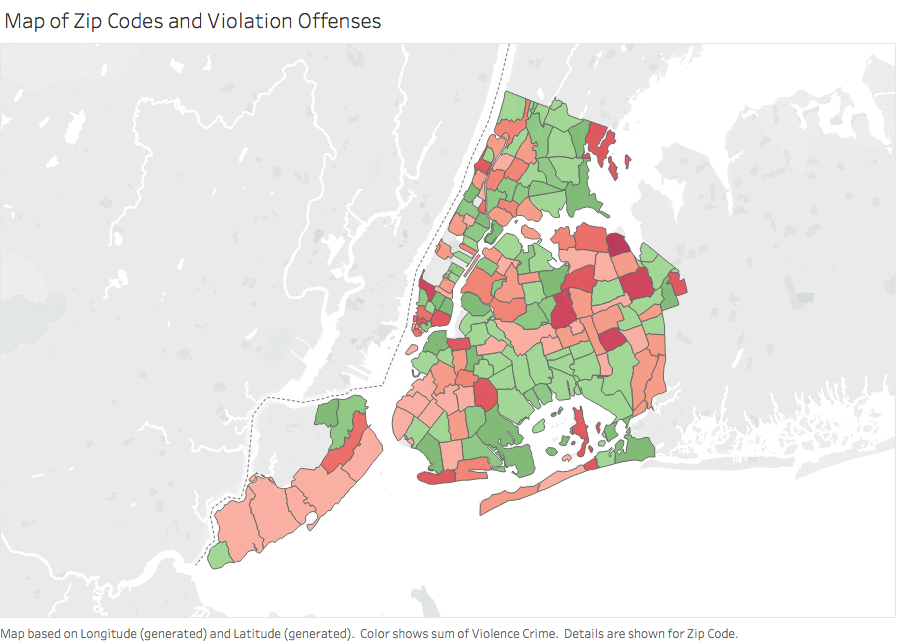 Map of Zip Codes and Violation Offenses
Map based on Longitude (generated) and Latitude (generated).  Color shows sum of Violence Crime.  Details are shown for Zip Code.